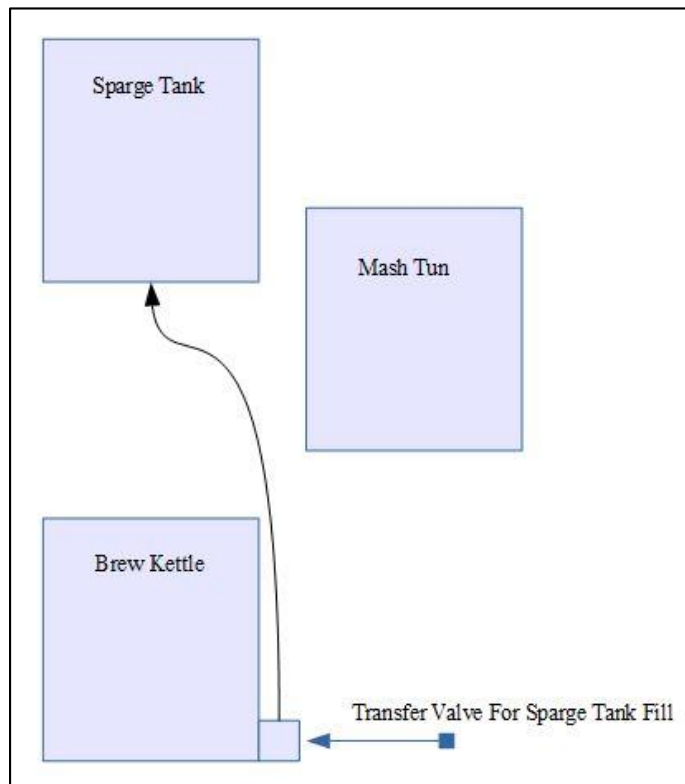 Sparge Tank
Mash Tun
Brew Kettle
Transfer Valve For Sparge Tank Fill